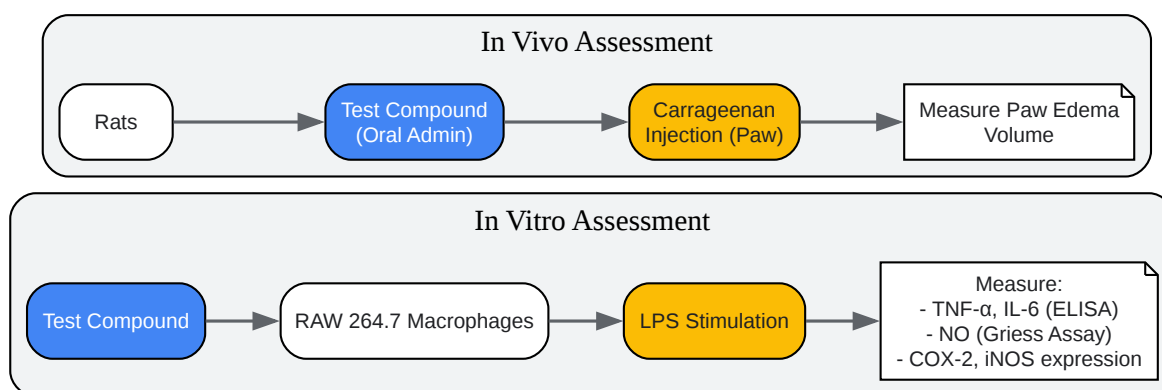 In Vivo Assessment
Rats
Test Compound
(Oral Admin)
Carrageenan
Injection (Paw)
Measure Paw Edema
Volume
In Vitro Assessment
Test Compound
RAW 264.7 Macrophages
LPS Stimulation
Measure:
- TNF-α, IL-6 (ELISA)
- NO (Griess Assay)
- COX-2, iNOS expression